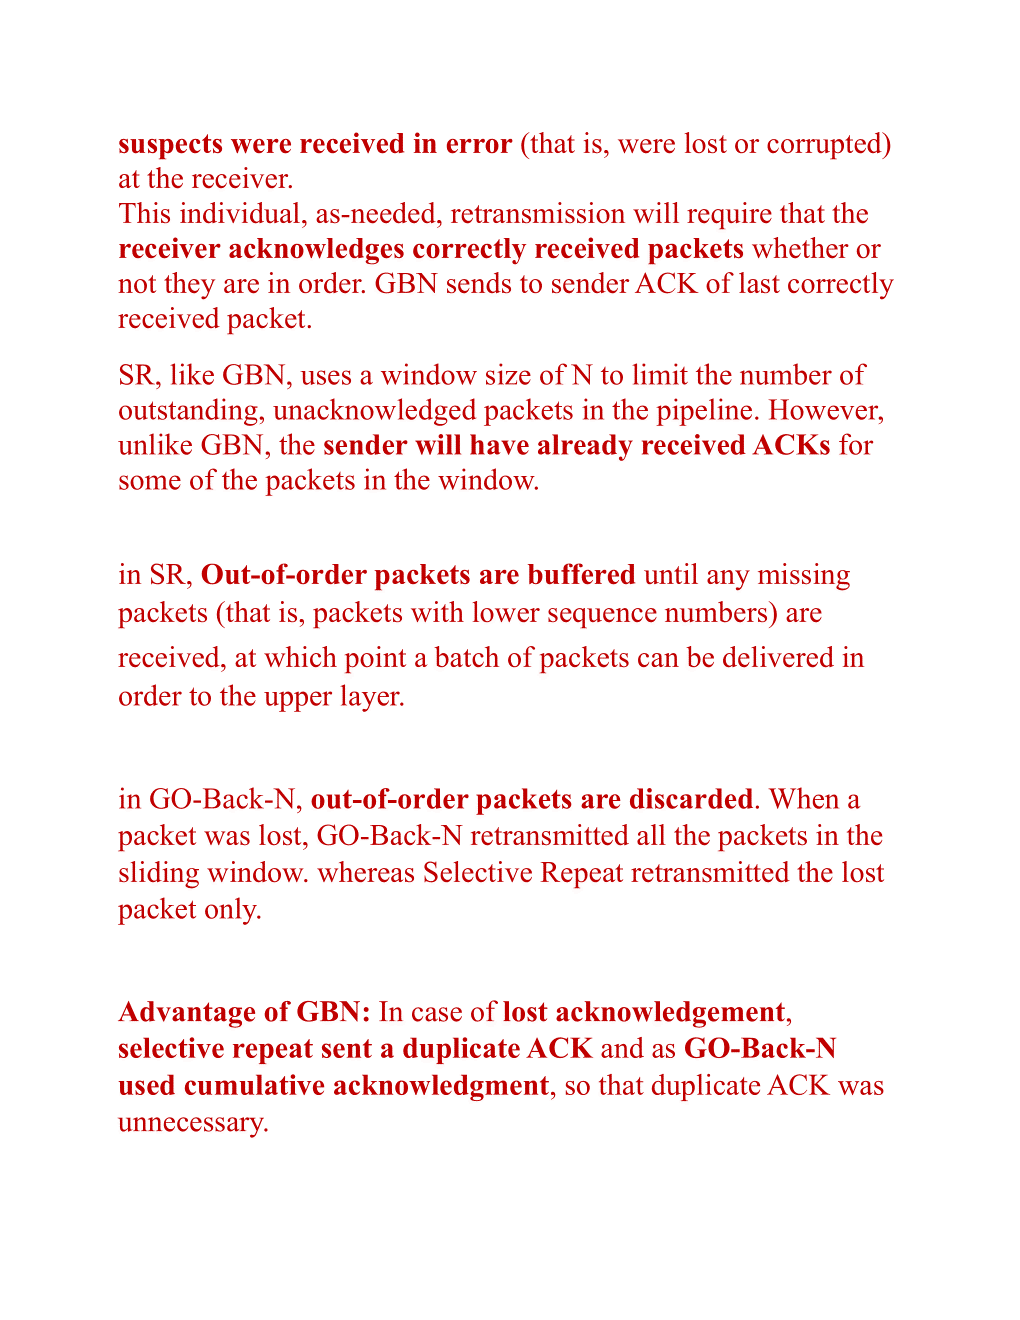 suspects were received in error (that is, were lost or corrupted)
at the receiver.
This individual, as-needed, retransmission will require that the
receiver acknowledges correctly received packets whether or
not they are in order. GBN sends to sender ACK of last correctly
received packet.
SR, like GBN, uses a window size of N to limit the number of
outstanding, unacknowledged packets in the pipeline. However,
unlike GBN, the sender will have already received ACKs for
some of the packets in the window.
in SR, Out-of-order packets are buffered until any missing
packets (that is, packets with lower sequence numbers) are
received, at which point a batch of packets can be delivered in
order to the upper layer.
in GO-Back-N, out-of-order packets are discarded. When a
packet was lost, GO-Back-N retransmitted all the packets in the
sliding window. whereas Selective Repeat retransmitted the lost
packet only.
Advantage of GBN: In case of lost acknowledgement,
selective repeat sent a duplicate ACK and as GO-Back-N
used cumulative acknowledgment, so that duplicate ACK was
unnecessary.